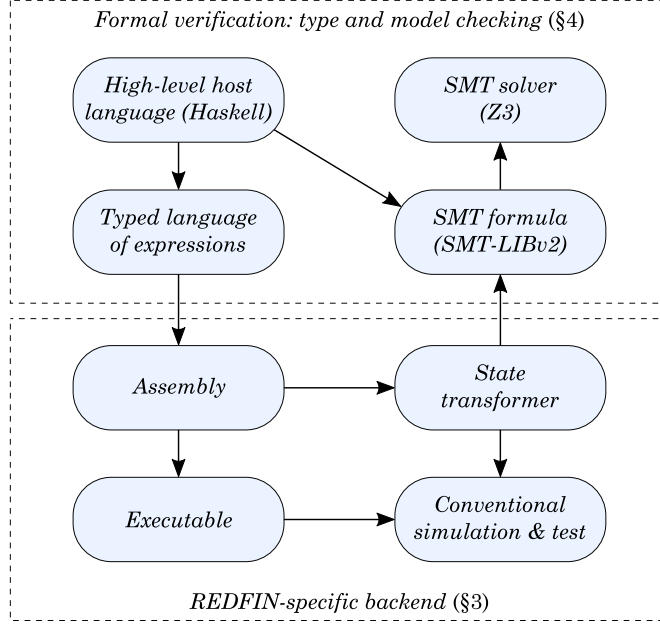 Formal verification: type and model checking (§4)
High-level host
language (Haskell)
SMT solver
(Z3)
Typed language
of expressions
SMT formula
(SMT-LIBv2)
Assembly
State
transformer
Executable
Conventional
simulation & test
REDFIN-specific backend (§3)